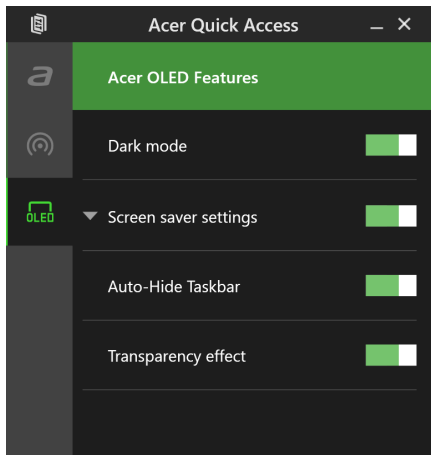 Acer Quick Access
a
Acer OLED Features
Dark mode
OLED
Screen saver settings
Auto-Hide Taskbar
Transparency effect